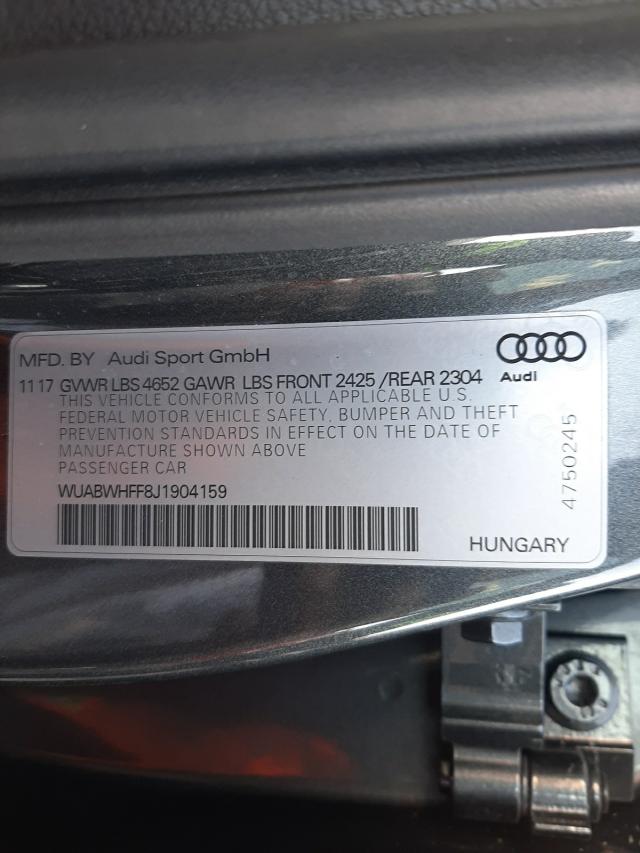 MFD. BY Audi Sport GmbH
Audi
11 17 GVWR LBS 4652 GAWR LBS FRONT 2425 /REAR 2304
THIS VEHICLE CONFORMS TO ALL APPLICABLE U.S.
FEDERAL MOTOR VEHICLE SAFETY, BUMPER AND THEFT
PREVENTION STANDARDS IN EFFECT ON THE DATE OF
MANUFACTURE SHOWN ABOVE
PASSENGER CAR
WUABWHFF8J1904159
HUNGARY
4750245